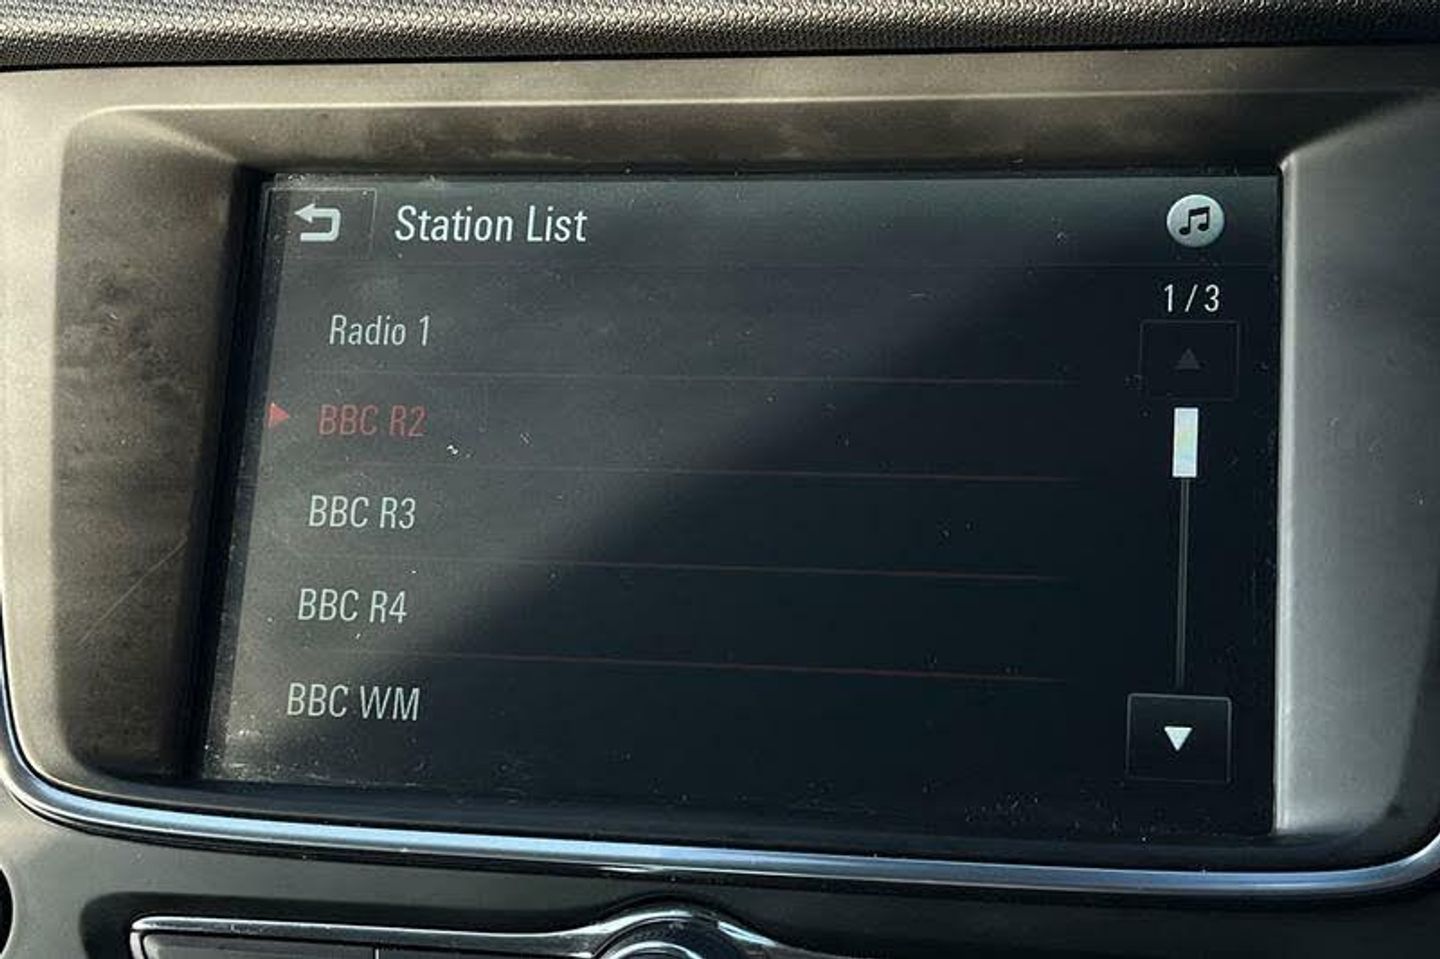 Station List
1/3
Radio 1
BBC R2
BBC R3
BBC R4
BBC WM